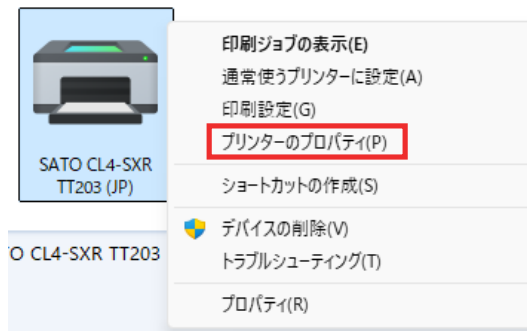 印刷ジョブの表示(E)
通常使うプリンターに設定(A)
印刷設定(G)
プリンターのプロパティ(P)
SATO CL4-SXR
TT203 (JP)
ショートカットの作成(S)
デバイスの削除(V)
TO CL4-SXR TT203
トラブルシューティング(T)
プロパティ(R)